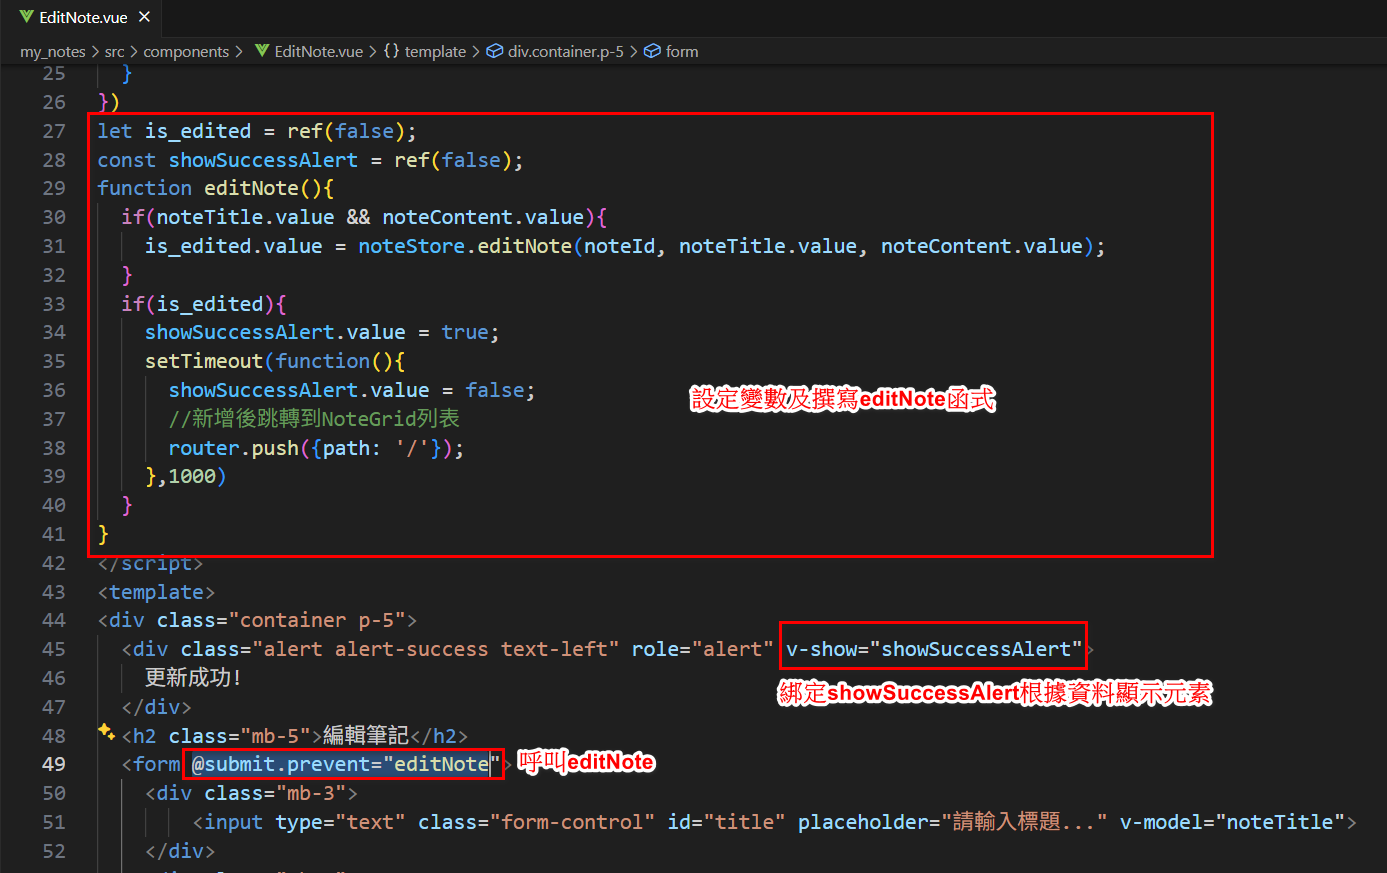 EditNote.vue ×
my_notes > src > components > EditNote.vue > {} template > div.container.p-5 > form
25 }
26 })
27 let is_edited = ref(false);
28 const showSuccessAlert = ref(false);
29 function editNote(){
30 if(noteTitle.value && noteContent.value){
31 is_edited.value = noteStore.editNote(noteId, noteTitle.value, noteContent.value);
32 }
33 if(is_edited){
34 showSuccessAlert.value = true;
35 setTimeout(function(){
36 showSuccessAlert.value = false;
設定變數及撰寫editNote函式
37 //新增後跳轉到NoteGrid列表
38 router.push({path: '/'});
39 },1000)
40 }
41 }
42 </script>
43 <template>
44 <div class="container p-5">
45 <div class="alert alert-success text-left" role="alert" v-show="showSuccessAlert">
46 更新成功!
綁定showSuccessAlert根據資料顯示元素
47 </div>
48 <h2 class="mb-5">編輯筆記</h2>
49 <form @submit.prevent="editNote">
呼叫editNote
50 <div class="mb-3">
51 <input type="text" class="form-control" id="title" placeholder="請輸入標題..." v-model="noteTitle">
52 </div>